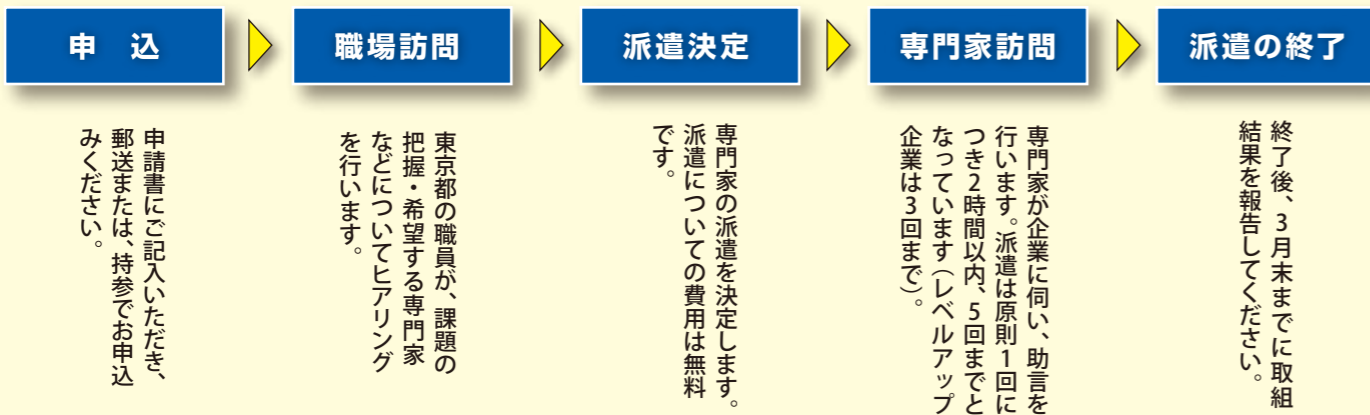 申　込
申請書にご記入いただき、
郵送または、持参でお申込
みください。
職場訪問
東京都の職員が、課題の
把握・希望する専門家
などについてヒアリング
を行います。
派遣決定
専門家の派遣を決定します。
派遣についての費用は無料
です。
専門家訪問
専門家が企業に伺い、助言を
行います。派遣は原則1回に
つき2時間以内、5回までと
なっています（レベルアップ
企業は3回まで）。
派遣の終了
終了後、3月末までに取組
結果を報告してください。